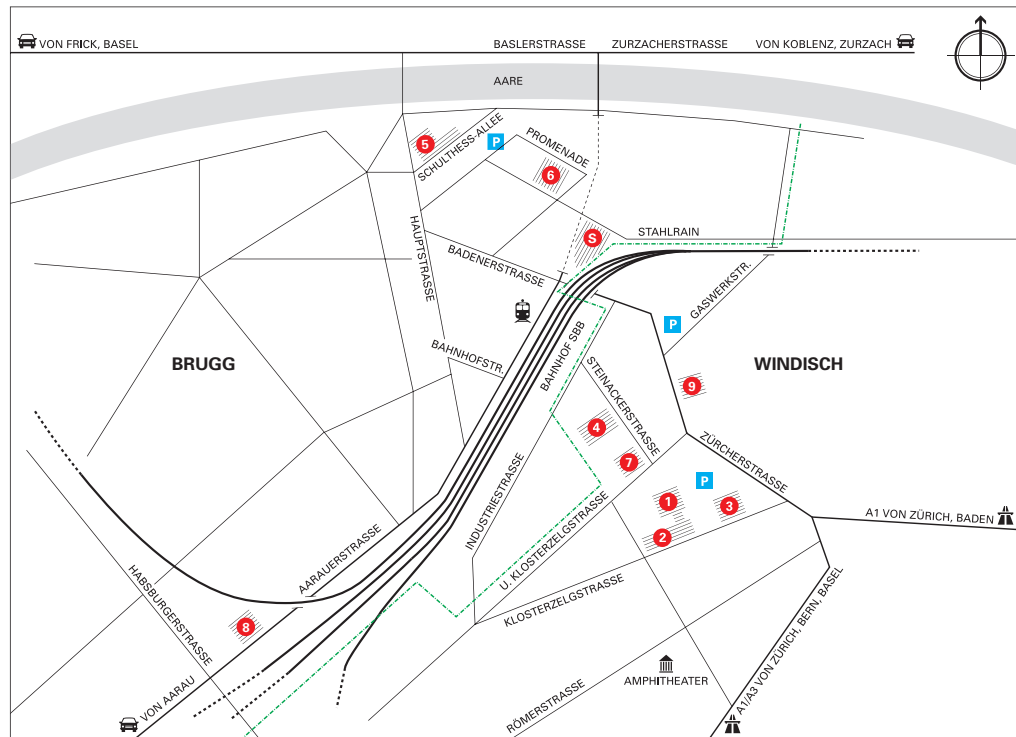 VON FRICK, BASEL
BASLERSTRASSE
ZURZACHERSTRASSE
VON KOBLENZ, ZURZACH
AARE
5
SCHULTHESS-ALLEE
P
PROMENADE
6
HAUPTSTRASSE
S
STAHLRAIN
BADENERSTRASSE
GASWERKSTR.
P
BAHNHOF SBB
BAHNHOFSTR.
BRUGG
WINDISCH
STEINACKERSTRASSE
9
4
7
ZÜRCHERSTRASSE
P
1
3
2
A1 VON ZÜRICH, BADEN
INDUSTRIESTRASSE
U. KLOSTERZELGSTRASSE
AARAUERSTRASSE
HABSBURGERSTRASSE
KLOSTERZELGSTRASSE
8
AMPHITHEATER
A1/A3 VON ZÜRICH, BERN, BASEL
RÖMERSTRASSE
VON AARAU